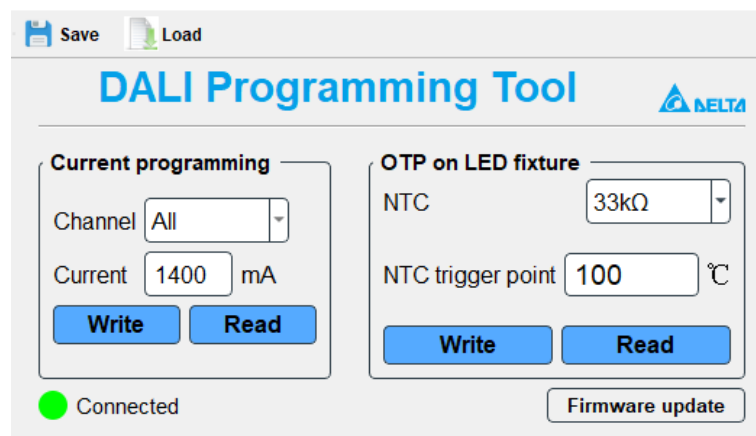 Save Load
DALI Programming Tool
DELTA
Current programming
Channel All
Current 1400 mA
Write Read
OTP on LED fixture
NTC 33kΩ
NTC trigger point 100 ℃
Write Read
Connected
Firmware update